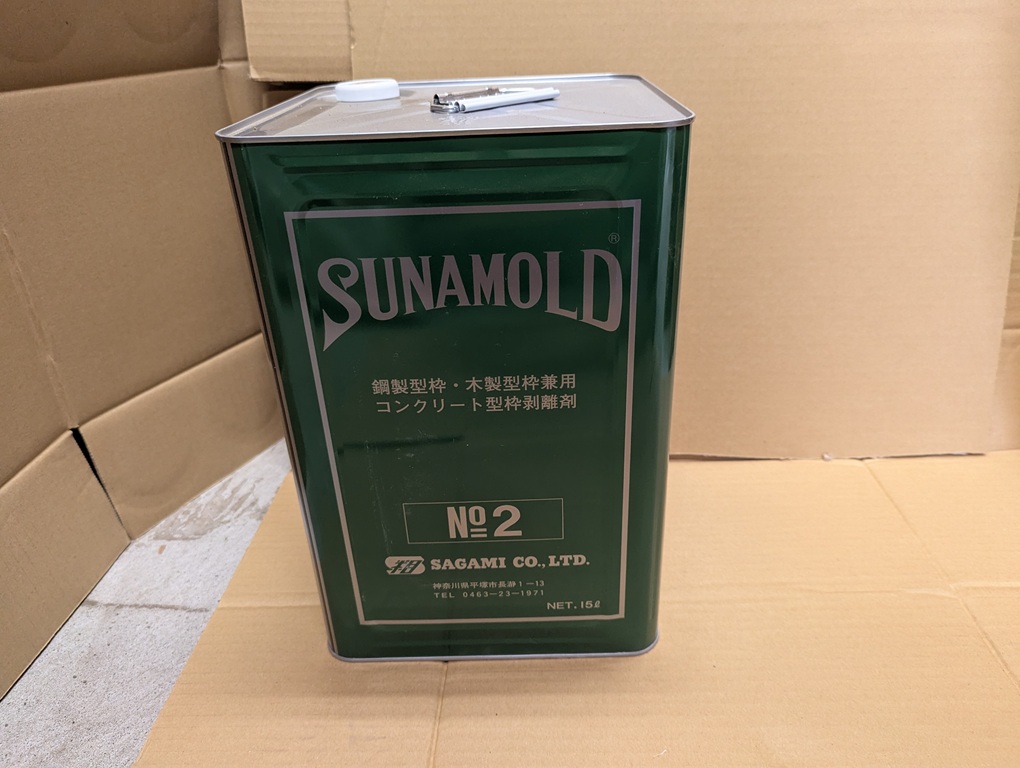 SUNAMOLD®
鋼製型枠・木製型枠兼用
コンクリート型枠剥離剤
No 2
SAGAMI CO., LTD.
神奈川県平塚市長瀞1-13
TEL 0463-23-1971
NET. 15ℓ